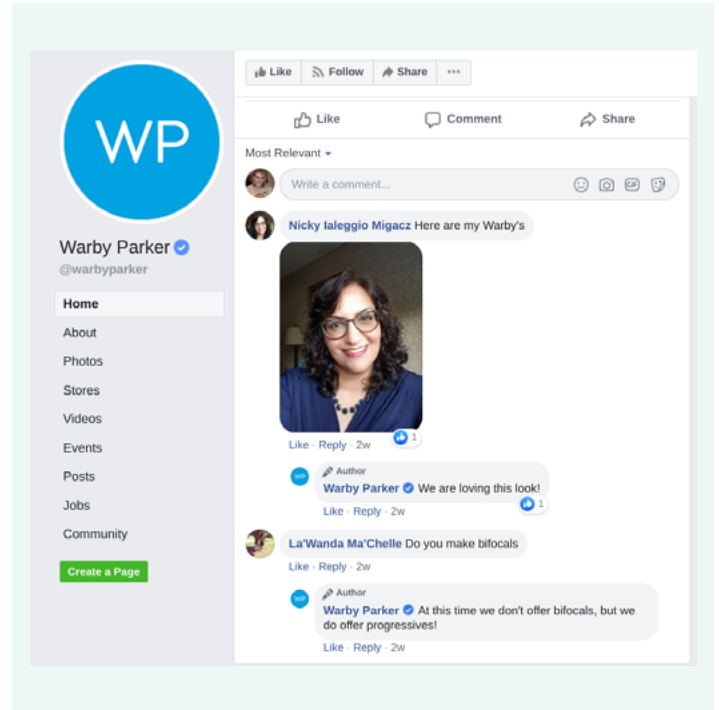 WP
Warby Parker
@warbyparker
Home
About
Photos
Stores
Videos
Events
Posts
Jobs
Community
Create a Page
Like Follow Share ...
Like Comment Share
Most Relevant
Write a comment... GIF
Nicky Ialeggio Migacz Here are my Warby's
Like · Reply · 2w 1
WP
Author
Warby Parker We are loving this look!
1
Like · Reply · 2w
La'Wanda Ma'Chelle Do you make bifocals
Like · Reply · 2w
WP
Author
Warby Parker At this time we don't offer bifocals, but we
do offer progressives!
Like · Reply · 2w